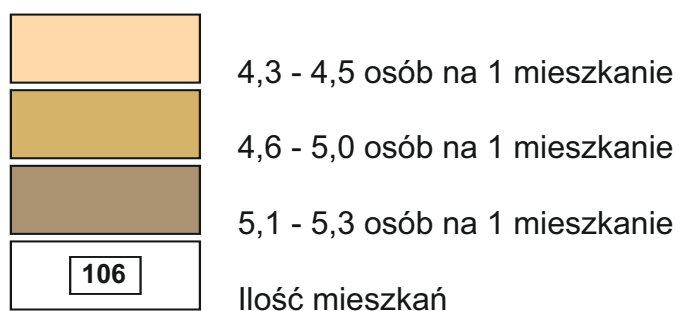 4,3 - 4,5 osób na 1 mieszkanie
4,6 - 5,0 osób na 1 mieszkanie
5,1 - 5,3 osób na 1 mieszkanie
106
Ilość mieszkań